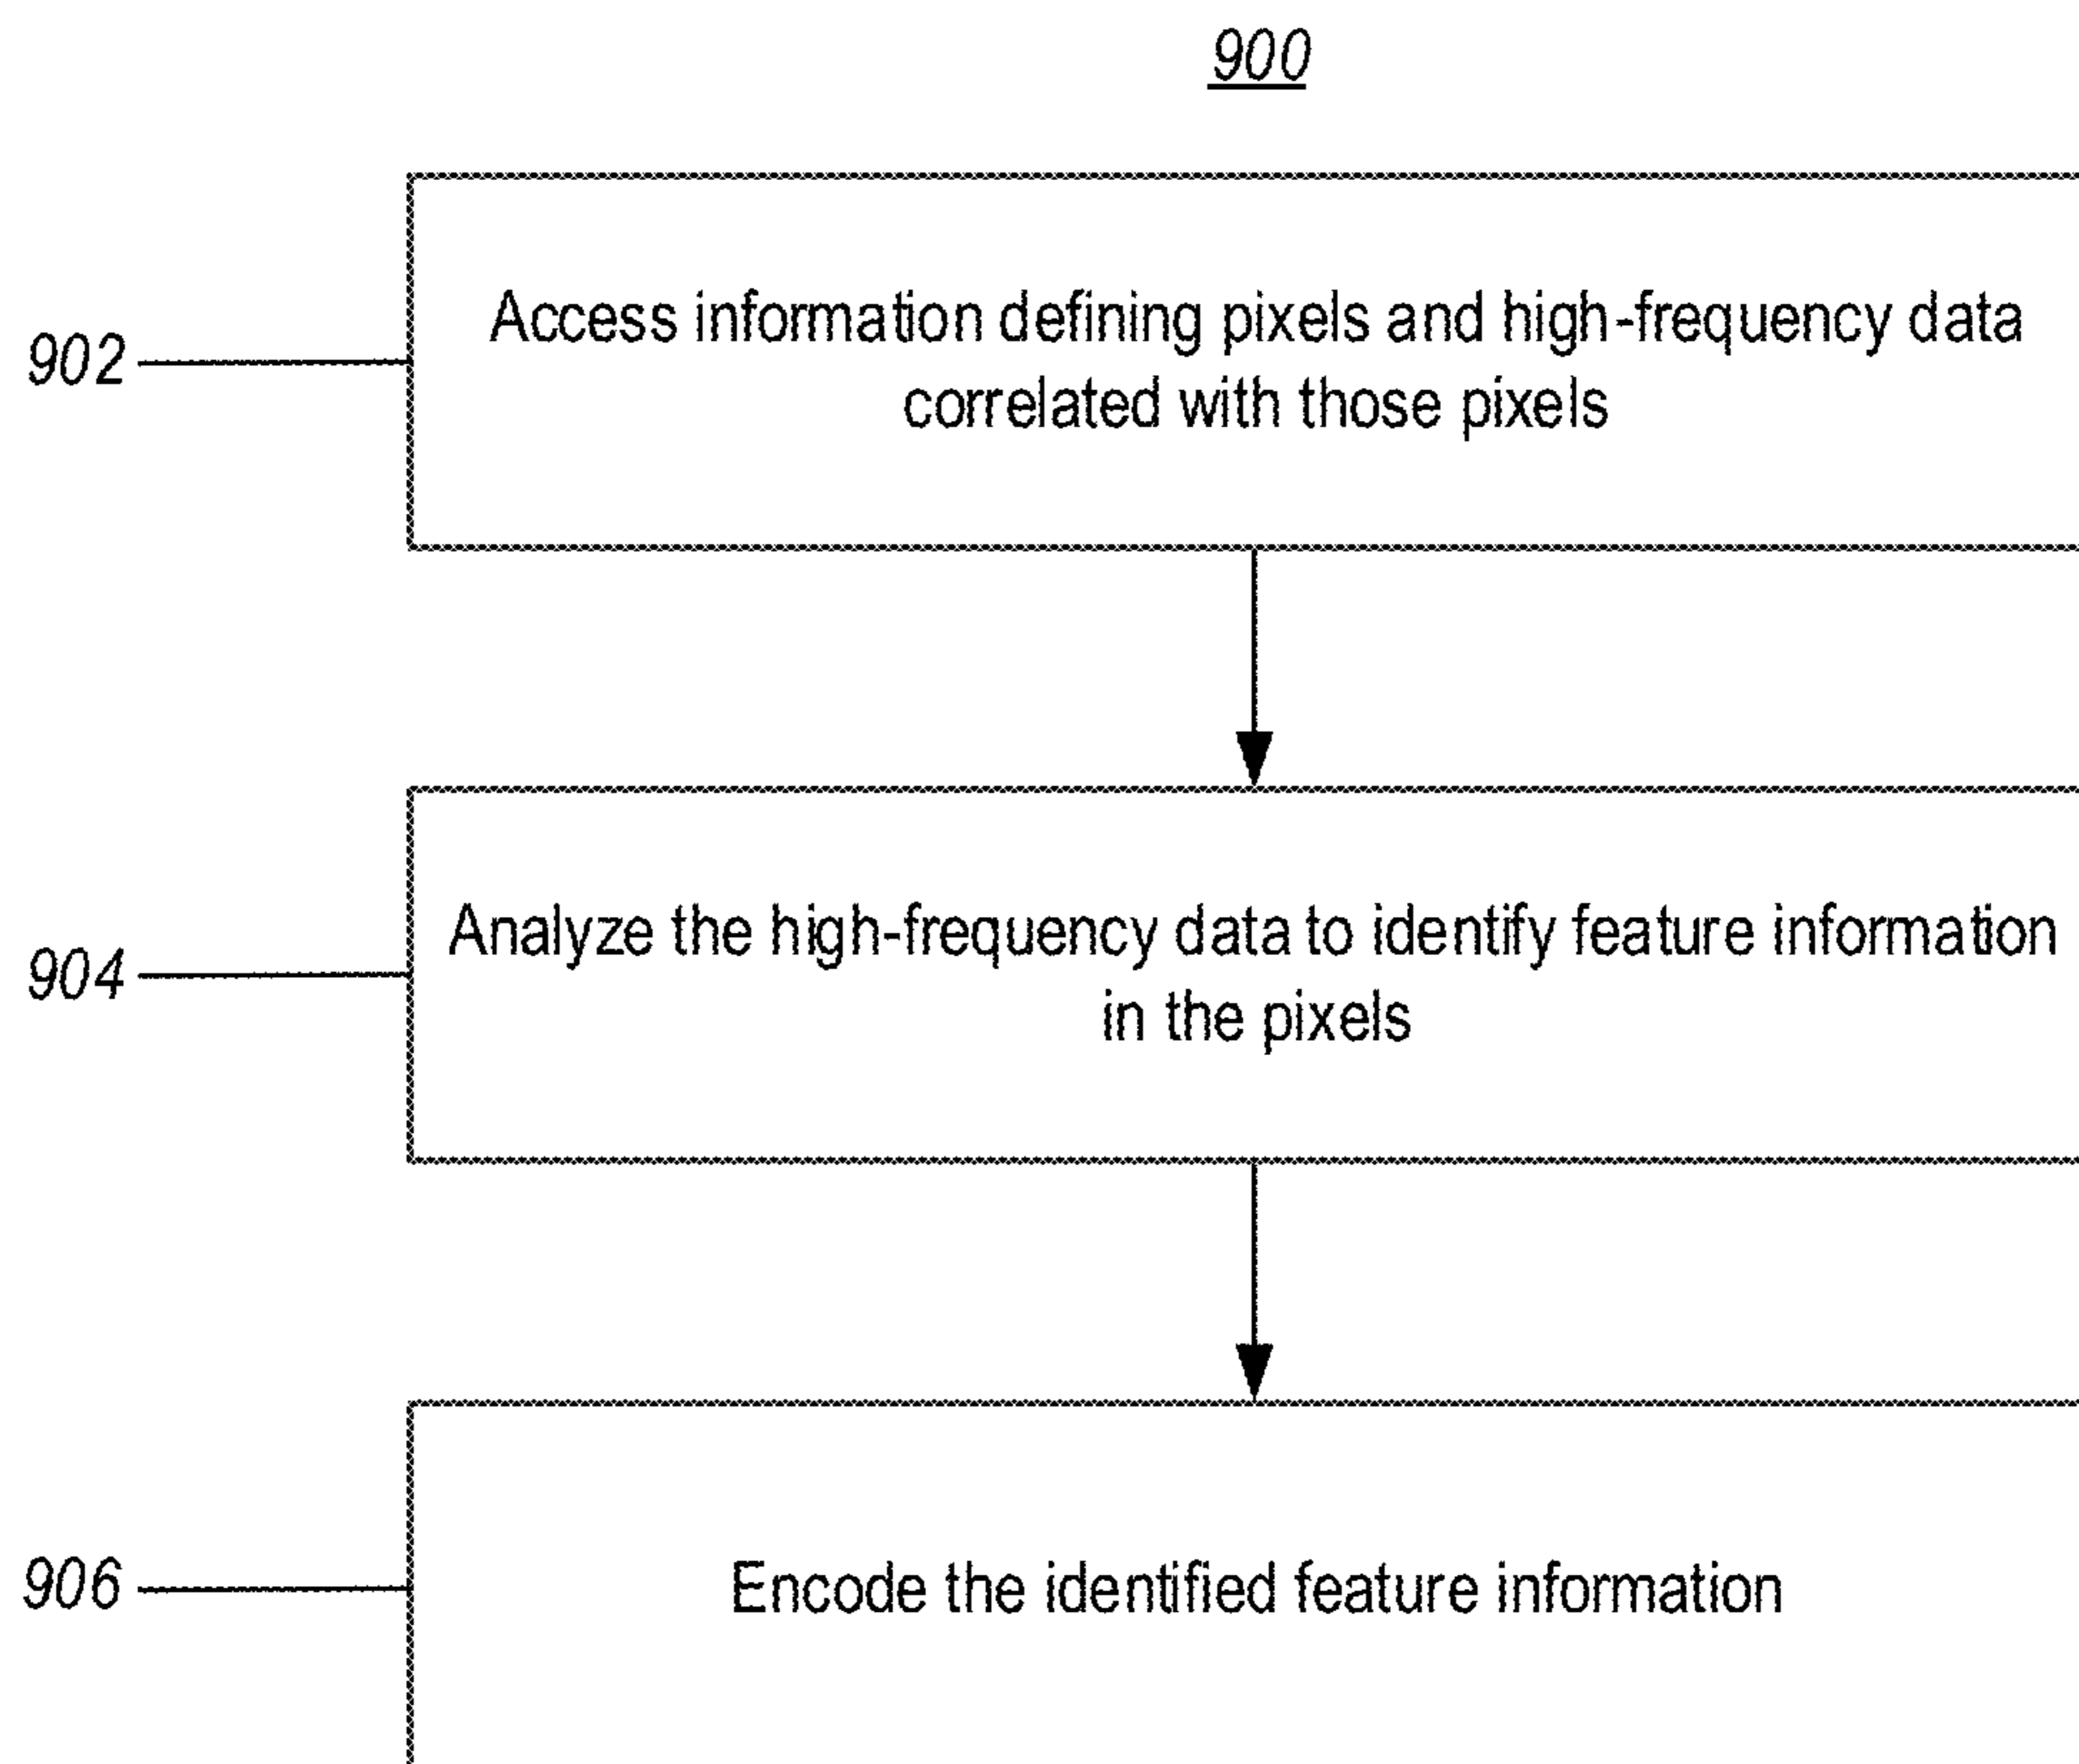 900
902
Access information defining pixels and high-frequency data
correlated with those pixels
904
Analyze the high-frequency data to identify feature information
in the pixels
906
Encode the identified feature information